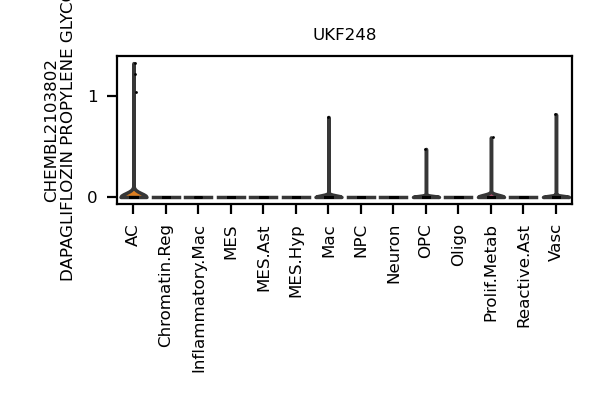 UKF248
CHEMBL2103802
DAPAGLIFLOZIN PROPYLENE
1
0
AC
Chromatin.Reg
Inflammatory.Mac
MES
MES.Ast
MES.Hyp
Mac
NPC
Neuron
OPC
Oligo
Prolif.Metab
Reactive.Ast
Vasc